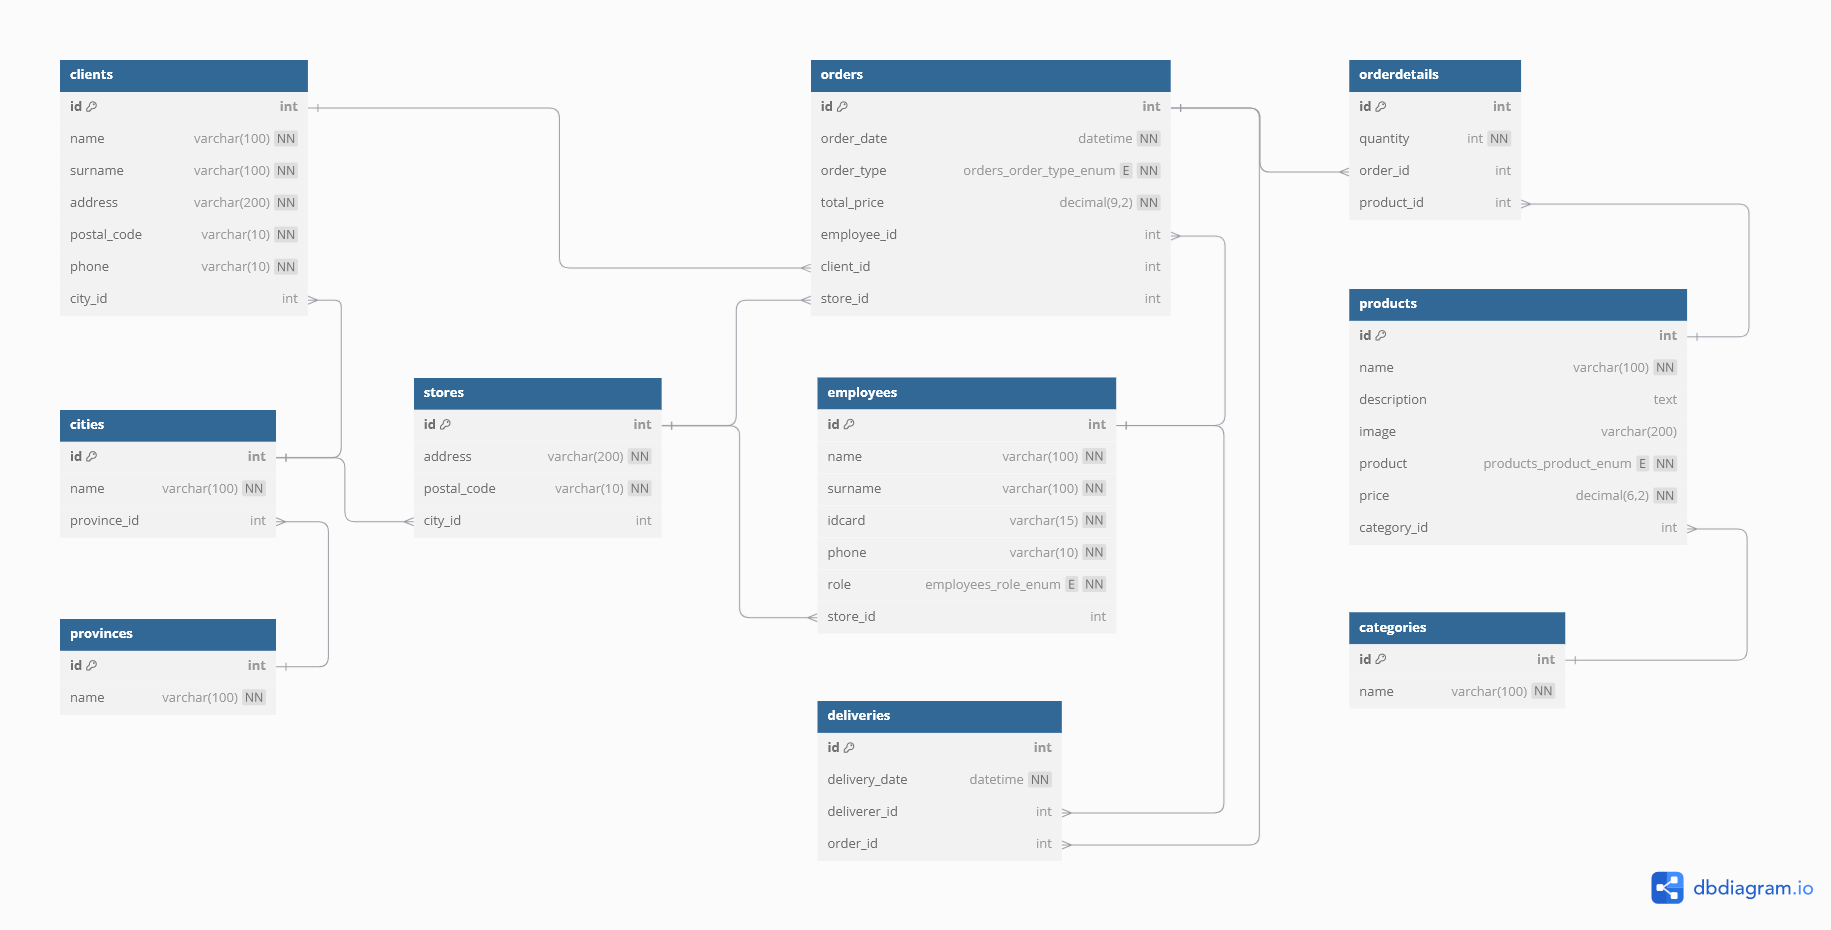 clients
id int
name varchar(100) NN
surname varchar(100) NN
address varchar(200) NN
postal_code varchar(10) NN
phone varchar(10) NN
city_id int
cities
id int
name varchar(100) NN
province_id int
provinces
id int
name varchar(100) NN
stores
id int
address varchar(200) NN
postal_code varchar(10) NN
city_id int
orders
id int
order_date datetime NN
order_type orders_order_type_enum E NN
total_price decimal(9,2) NN
employee_id int
client_id int
store_id int
employees
id int
name varchar(100) NN
surname varchar(100) NN
idcard varchar(15) NN
phone varchar(10) NN
role employees_role_enum E NN
store_id int
deliveries
id int
delivery_date datetime NN
deliverer_id int
order_id int
orderdetails
id int
quantity int NN
order_id int
product_id int
products
id int
name varchar(100) NN
description text
image varchar(200)
product products_product_enum E NN
price decimal(6,2) NN
category_id int
categories
id int
name varchar(100) NN
dbdiagram.io